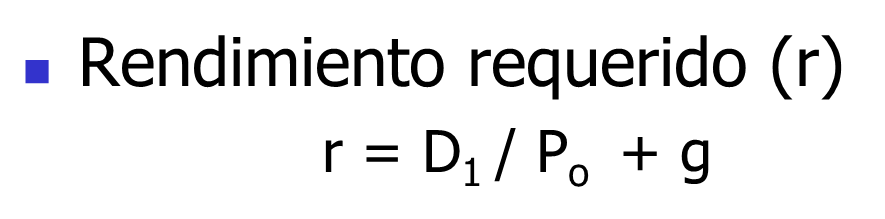 Rendimiento requerido (r)
r = D₁ / Pₒ + g